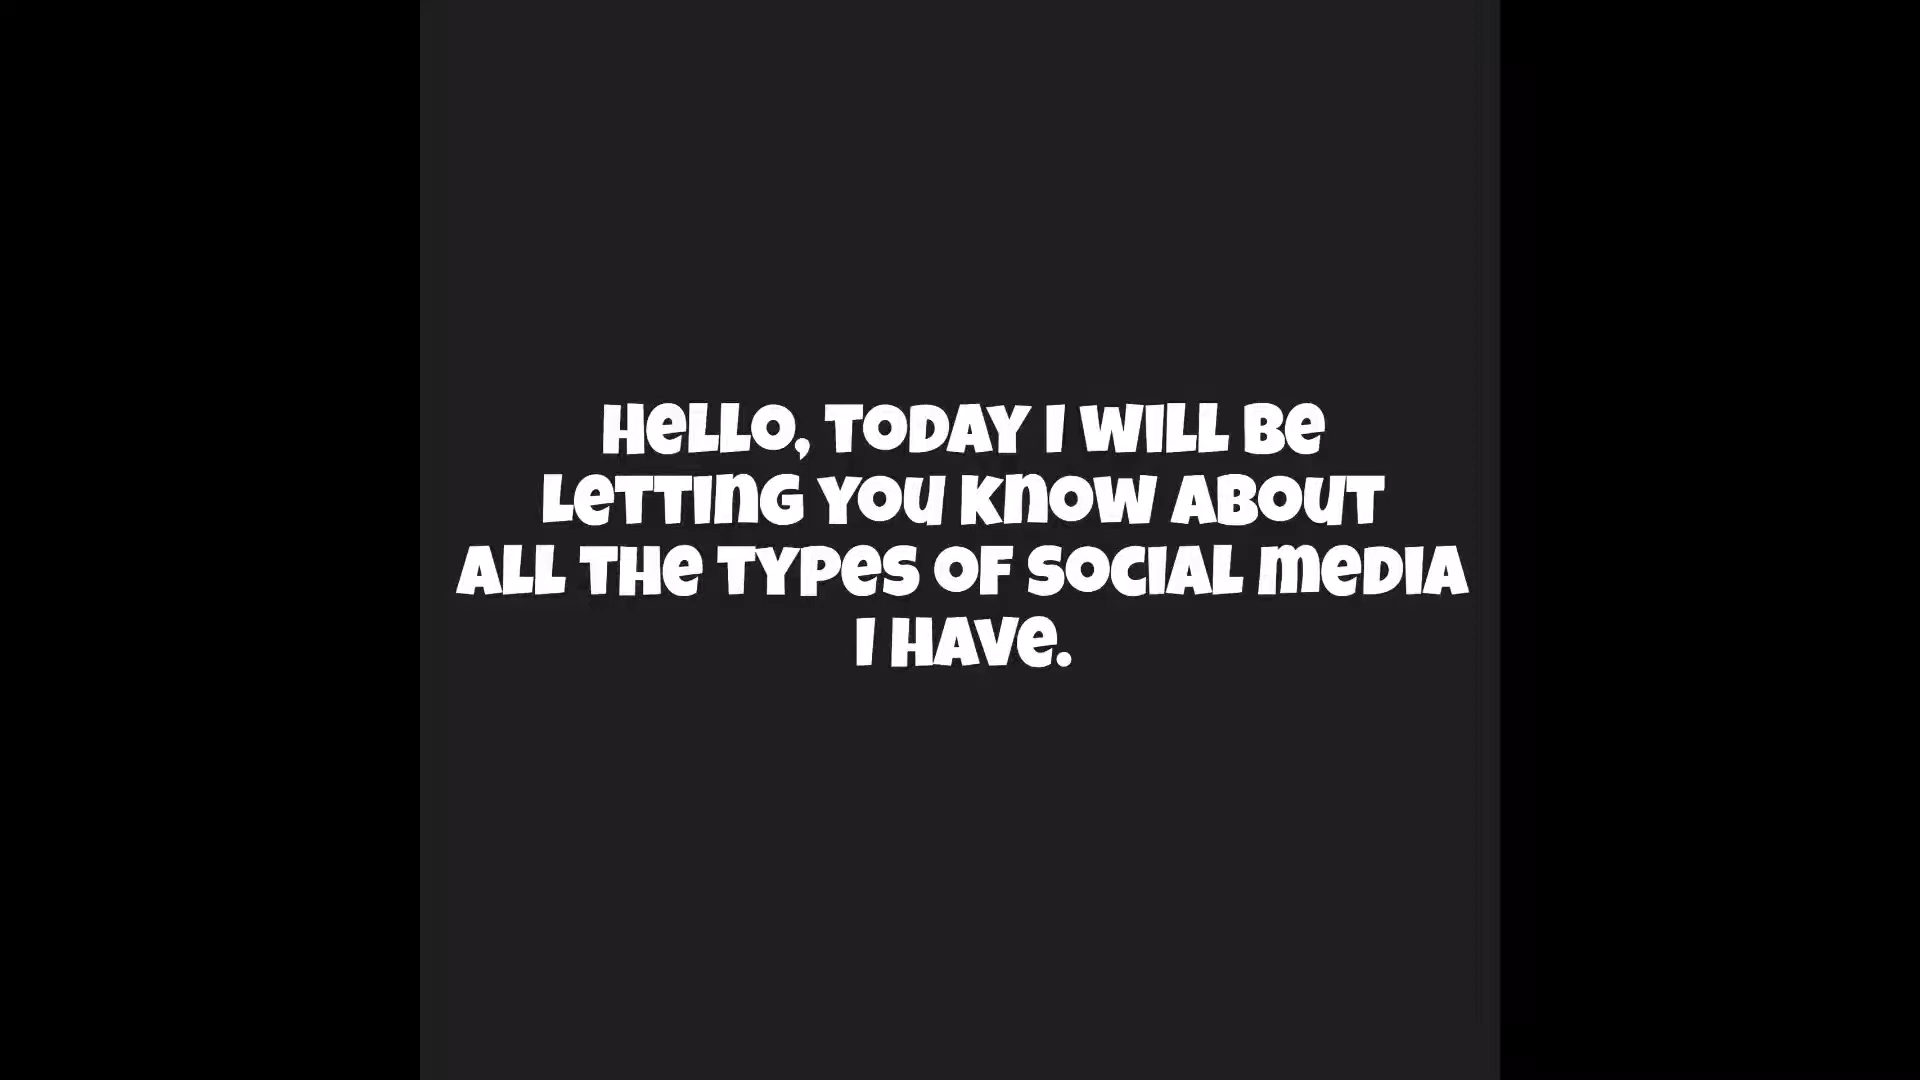 Hello, today I will be
letting you know about
all the types of social media
I have.